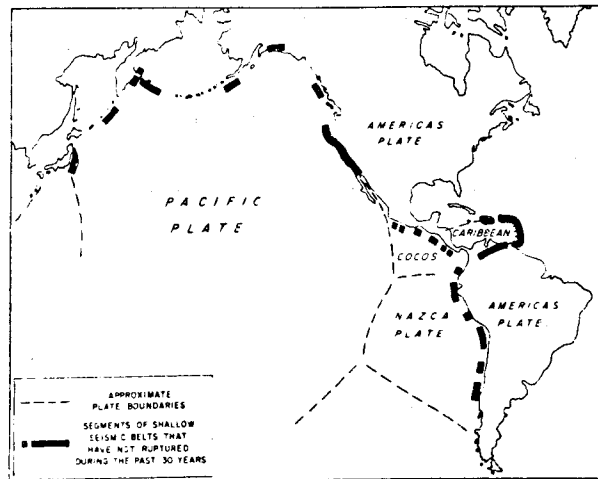 AMERICAS
PLATE
PACIFIC
PLATE
CARIBBEAN
COCOS
NAZCA
PLATE
AMERICAS
PLATE
APPROXIMATE
PLATE BOUNDARIES
SEGMENTS OF SHALLOW
SEISMIC BELTS THAT
HAVE NOT RUPTURED
DURING THE PAST 30 YEARS